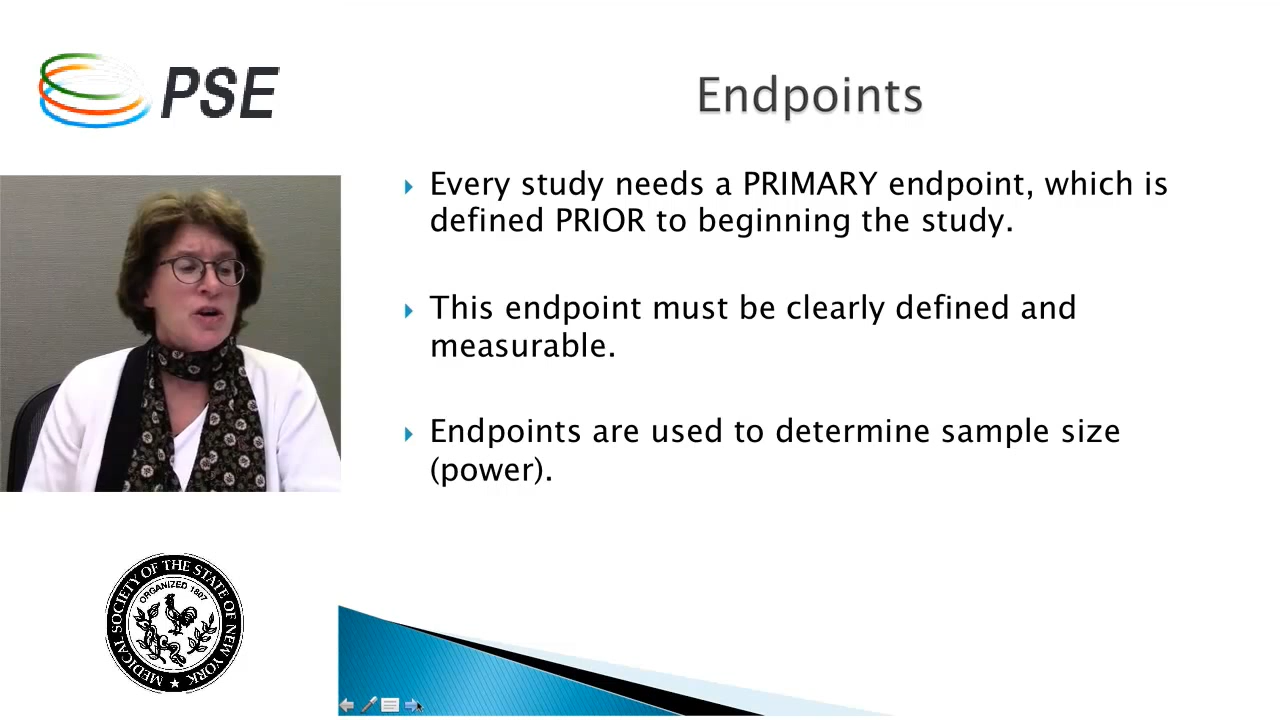 PSE
Endpoints
Every study needs a PRIMARY endpoint, which is
defined PRIOR to beginning the study.
This endpoint must be clearly defined and
measurable.
Endpoints are used to determine sample size
(power).
MEDICAL SOCIETY OF THE STATE OF NEW YORK
ORGANIZED 1807